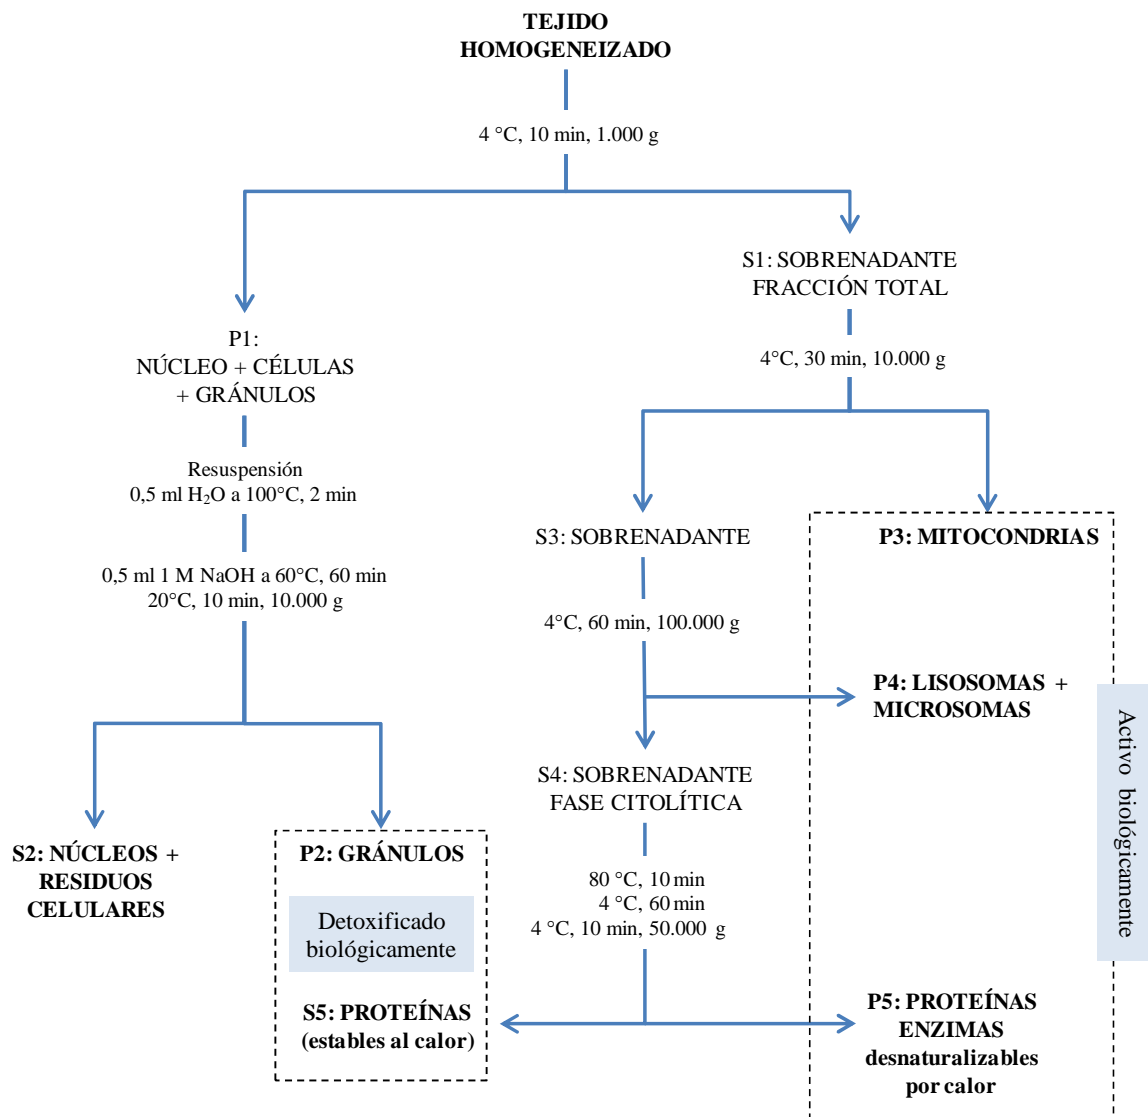 TEJIDO
HOMOGENEIZADO
4 °C, 10 min, 1.000 g
S1: SOBRENADANTE
FRACCIÓN TOTAL
P1:
NÚCLEO + CÉLULAS
+ GRÁNULOS
4°C, 30 min, 10.000 g
Resuspensión
0,5 ml H₂O a 100°C, 2 min
S3: SOBRENADANTE
P3: MITOCONDRIAS
0,5 ml 1 M NaOH a 60°C, 60 min
20°C, 10 min, 10.000 g
4°C, 60 min, 100.000 g
P4: LISOSOMAS +
MICROSOMAS
Activo biológicamente
S4: SOBRENADANTE
FASE CITOLÍTICA
S2: NÚCLEOS +
RESIDUOS
CELULARES
P2: GRÁNULOS
Detoxificado
biológicamente
80 °C, 10 min
4 °C, 60 min
4 °C, 10 min, 50.000 g
S5: PROTEÍNAS
(estables al calor)
P5: PROTEÍNAS
ENZIMAS
desnaturalizables
por calor